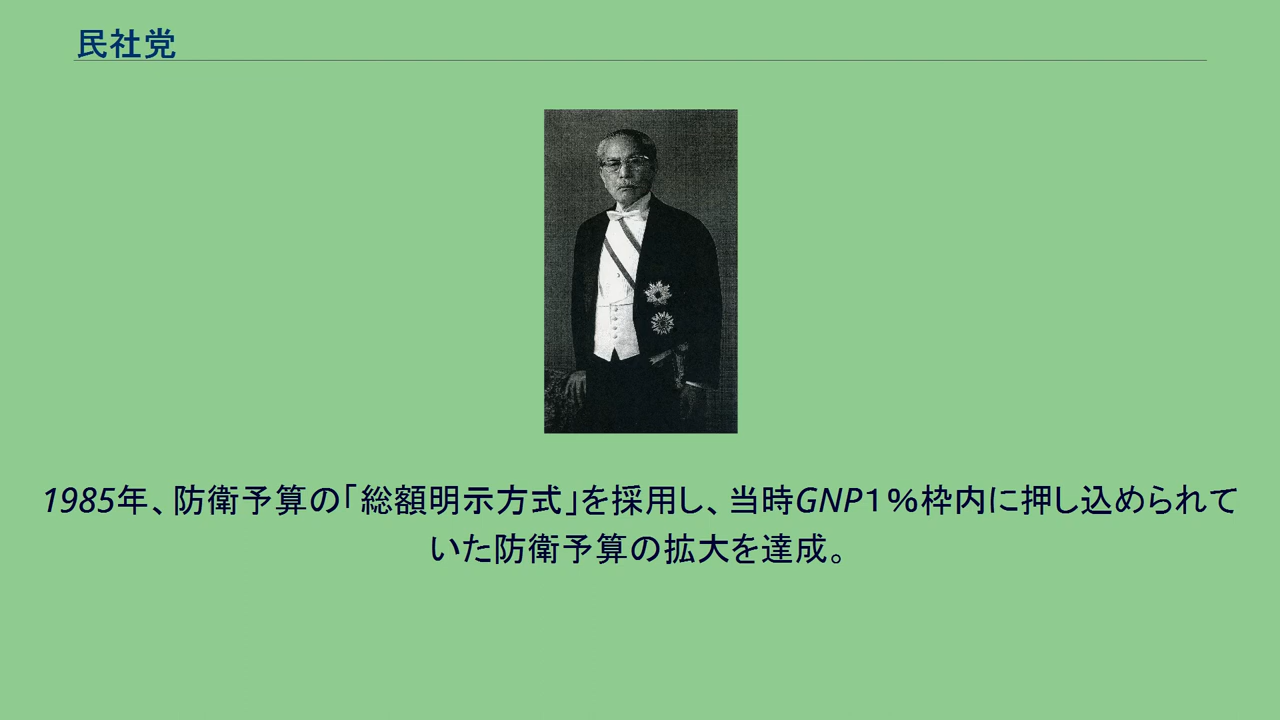 民社党
1985年、防衛予算の「総額明示方式」を採用し、当時GNP１％枠内に押し込められて
いた防衛予算の拡大を達成。